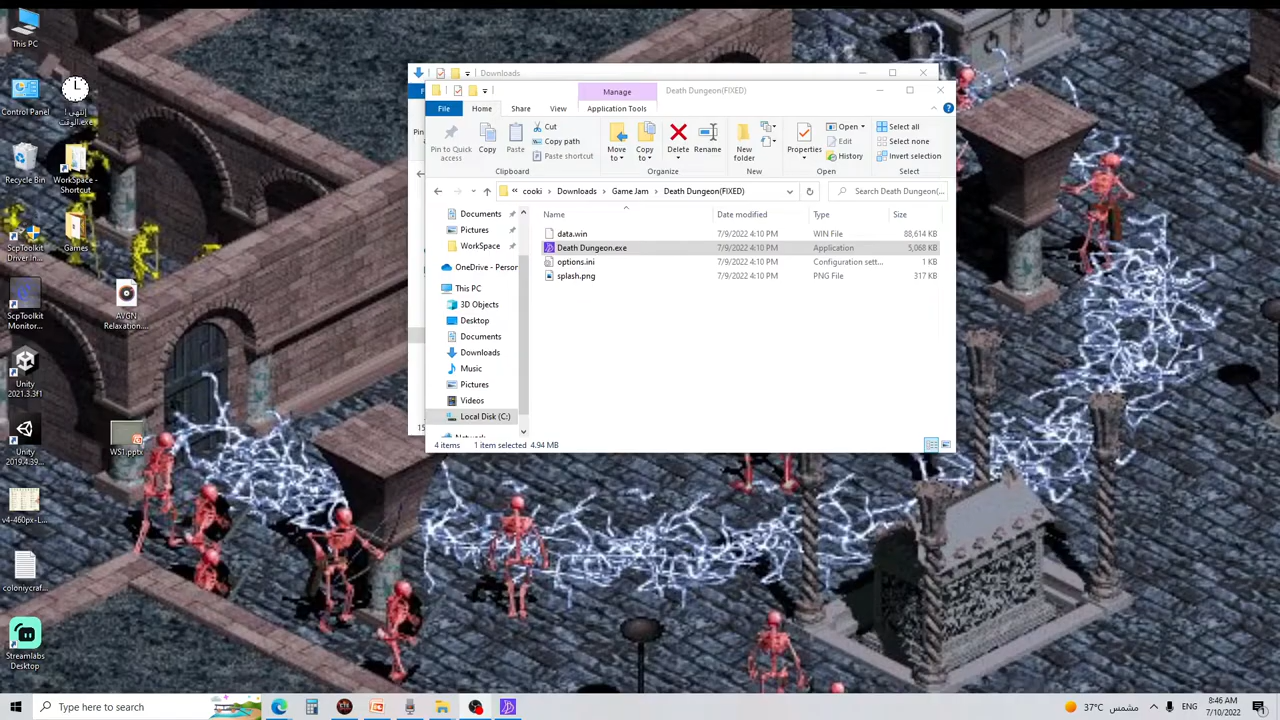 This PC
Control Panel
إنتهى !
الوقت.exe
Recycle Bin
WorkSpace - Shortcut
ScpToolkit Driver In...
Games
ScpToolkit Monitor...
AVGN Relaxation....
Unity 2021.3.3f1
Unity 2019.4.39...
WS1.pptx
v4-460px-L...
coloniycraf...
Streamlabs Desktop
Downloads
Manage
Death Dungeon(FIXED)
File
Home
Share
View
Application Tools
Pin to Quick access
Copy
Paste
Cut
Copy path
Paste shortcut
Clipboard
Move to
Copy to
Delete
Rename
Organize
New folder
New
Properties
Open
Edit
History
Open
Select all
Select none
Invert selection
Select
« cooki > Downloads > Game Jam > Death Dungeon(FIXED)
Search Death Dungeon(...
Name Date modified Type Size
data.win 7/9/2022 4:10 PM WIN File 88,614 KB
Death Dungeon.exe 7/9/2022 4:10 PM Application 5,068 KB
options.ini 7/9/2022 4:10 PM Configuration sett... 1 KB
splash.png 7/9/2022 4:10 PM PNG File 317 KB
Documents
Pictures
WorkSpace
OneDrive - Person
This PC
3D Objects
Desktop
Documents
Downloads
Music
Pictures
Videos
Local Disk (C:)
4 items 1 item selected 4.94 MB
Type here to search
37°C مشمس
8:46 AM
7/10/2022